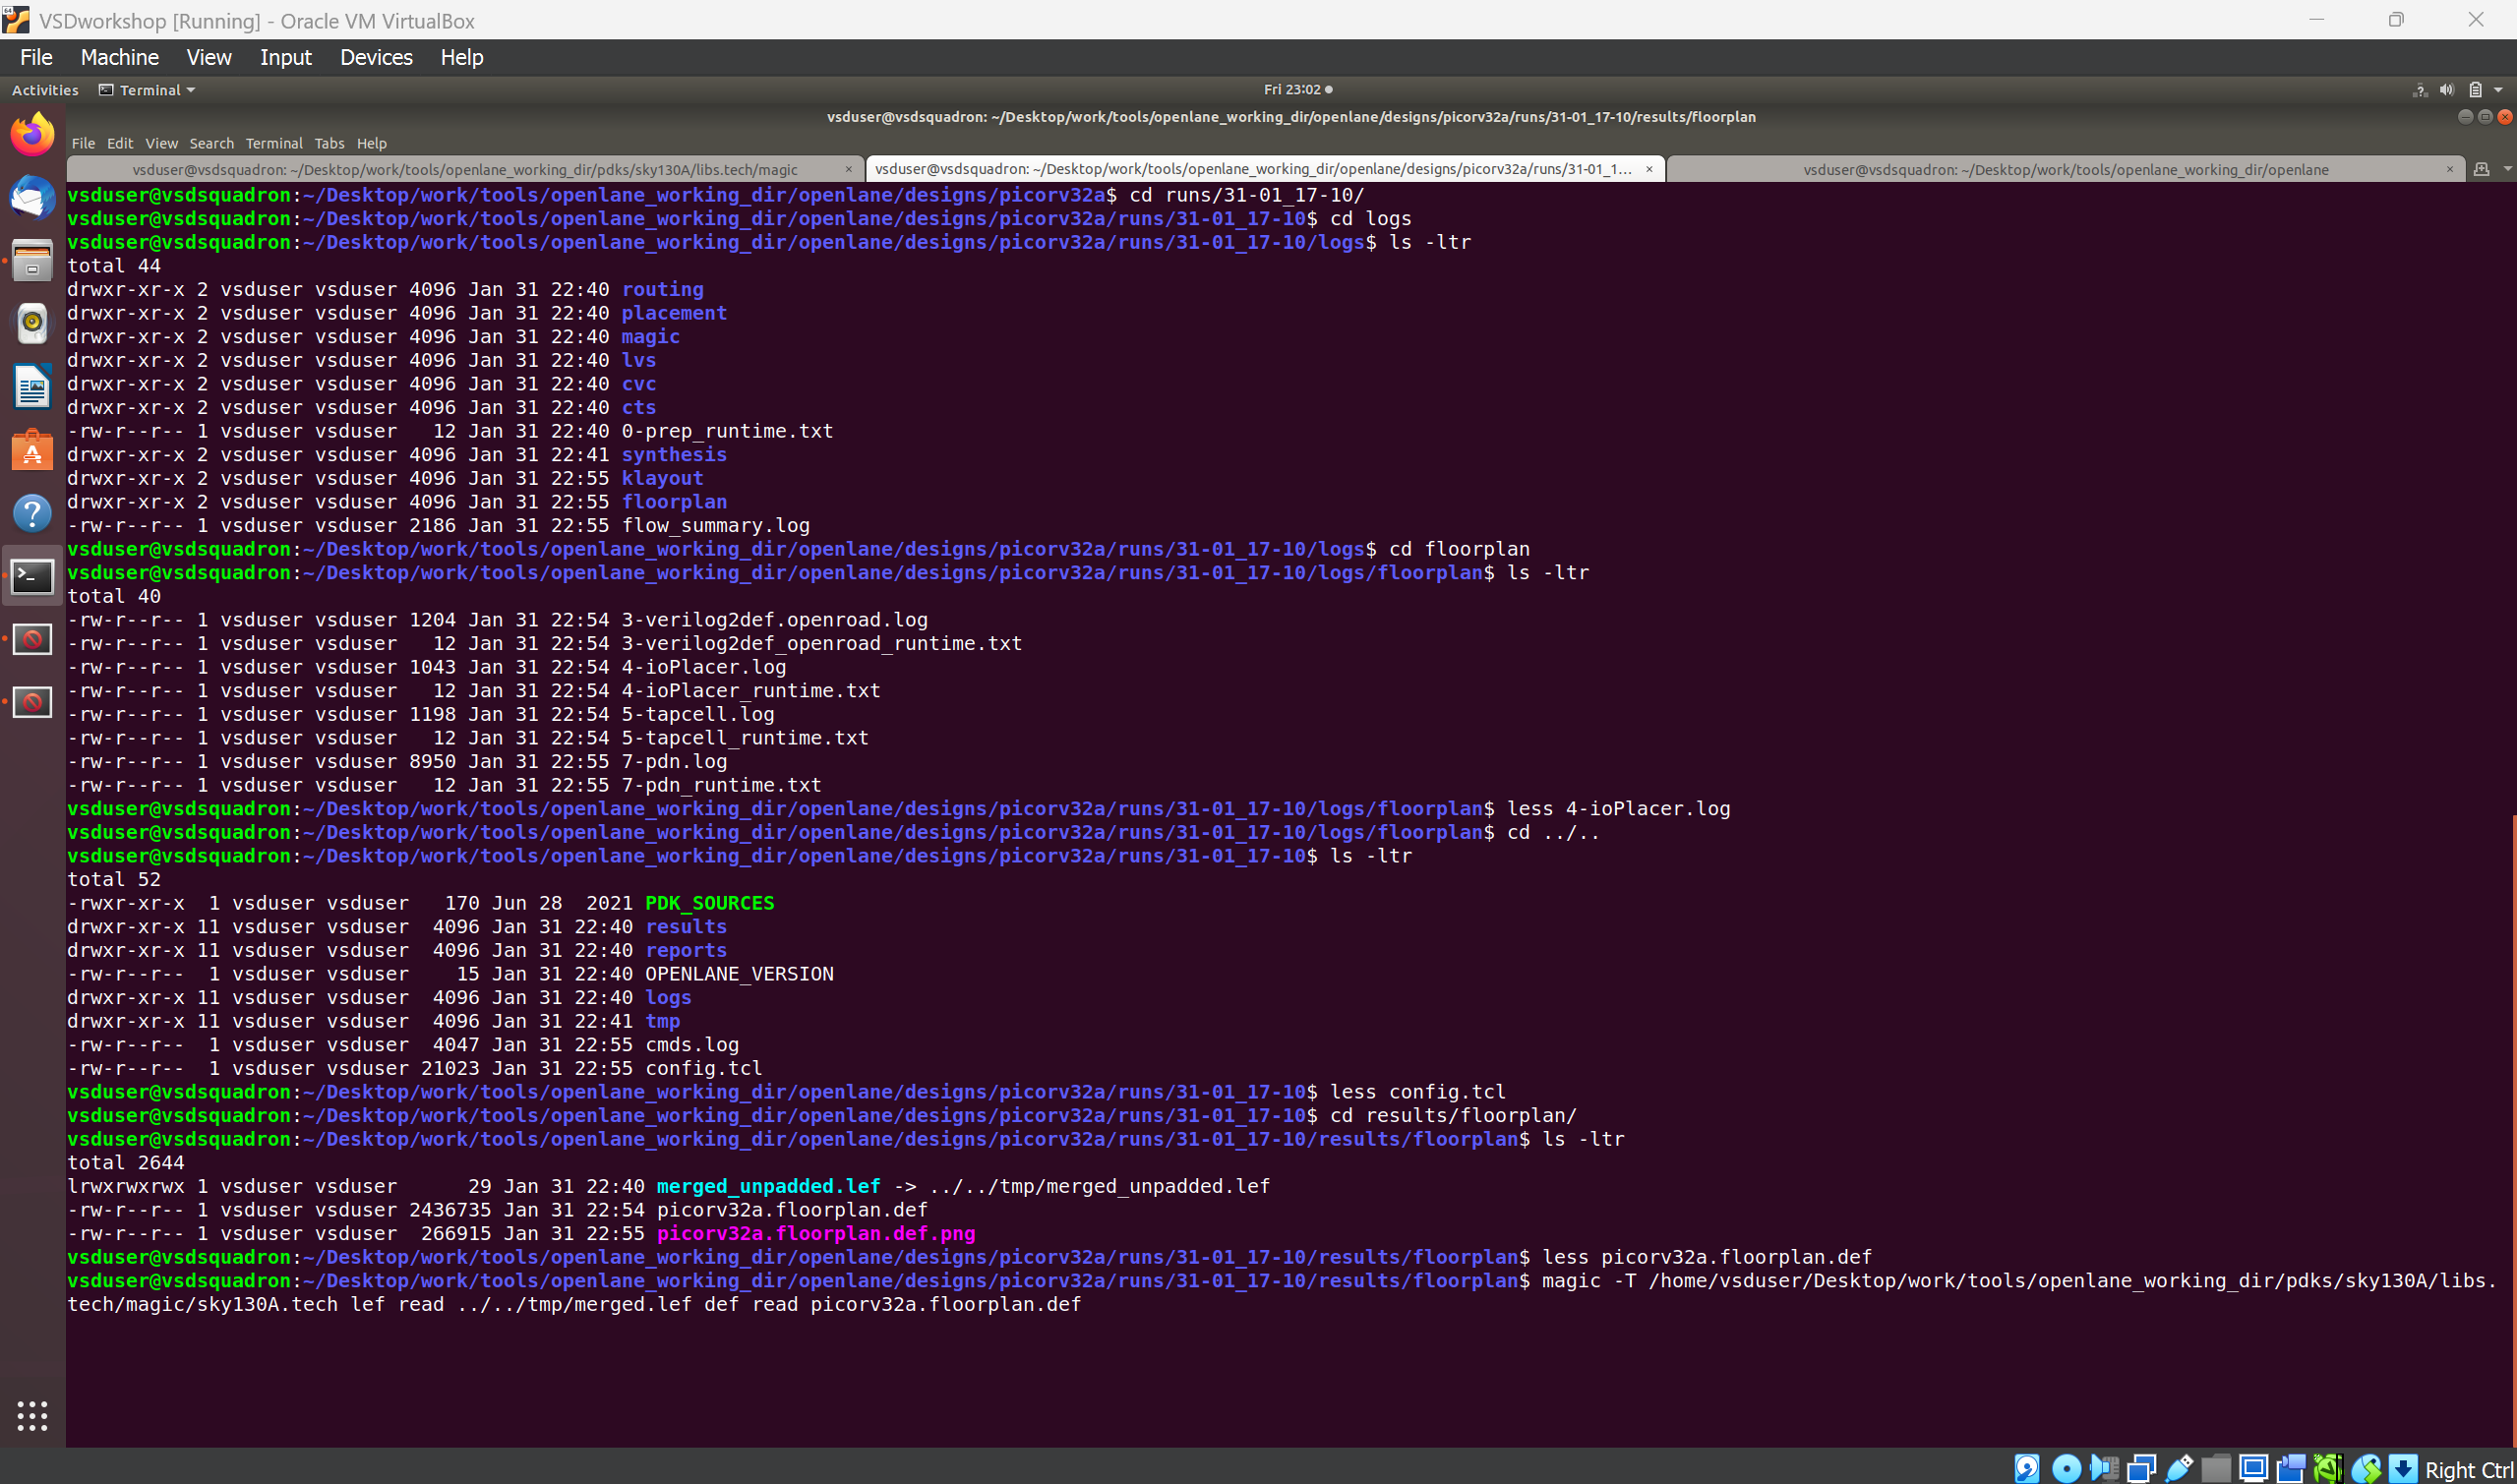 VSDworkshop [Running] - Oracle VM VirtualBox
File Machine View Input Devices Help
Activities Terminal Fri 23:02
vsduser@vsdsquadron: ~/Desktop/work/tools/openlane_working_dir/openlane/designs/picorv32a/runs/31-01_17-10/results/floorplan
File Edit View Search Terminal Tabs Help
vsduser@vsdsquadron: ~/Desktop/work/tools/openlane_working_dir/pdks/sky130A/libs.tech/magic × vsduser@vsdsquadron: ~/Desktop/work/tools/openlane_working_dir/openlane/designs/picorv32a/runs/31-01_1... × vsduser@vsdsquadron: ~/Desktop/work/tools/openlane_working_dir/openlane ×
vsduser@vsdsquadron:~/Desktop/work/tools/openlane_working_dir/openlane/designs/picorv32a$ cd runs/31-01_17-10/
vsduser@vsdsquadron:~/Desktop/work/tools/openlane_working_dir/openlane/designs/picorv32a/runs/31-01_17-10$ cd logs
vsduser@vsdsquadron:~/Desktop/work/tools/openlane_working_dir/openlane/designs/picorv32a/runs/31-01_17-10/logs$ ls -ltr
total 44
drwxr-xr-x 2 vsduser vsduser 4096 Jan 31 22:40 routing
drwxr-xr-x 2 vsduser vsduser 4096 Jan 31 22:40 placement
drwxr-xr-x 2 vsduser vsduser 4096 Jan 31 22:40 magic
drwxr-xr-x 2 vsduser vsduser 4096 Jan 31 22:40 lvs
drwxr-xr-x 2 vsduser vsduser 4096 Jan 31 22:40 cvc
drwxr-xr-x 2 vsduser vsduser 4096 Jan 31 22:40 cts
-rw-r--r-- 1 vsduser vsduser   12 Jan 31 22:40 0-prep_runtime.txt
drwxr-xr-x 2 vsduser vsduser 4096 Jan 31 22:41 synthesis
drwxr-xr-x 2 vsduser vsduser 4096 Jan 31 22:55 klayout
drwxr-xr-x 2 vsduser vsduser 4096 Jan 31 22:55 floorplan
-rw-r--r-- 1 vsduser vsduser 2186 Jan 31 22:55 flow_summary.log
vsduser@vsdsquadron:~/Desktop/work/tools/openlane_working_dir/openlane/designs/picorv32a/runs/31-01_17-10/logs$ cd floorplan
vsduser@vsdsquadron:~/Desktop/work/tools/openlane_working_dir/openlane/designs/picorv32a/runs/31-01_17-10/logs/floorplan$ ls -ltr
total 40
-rw-r--r-- 1 vsduser vsduser 1204 Jan 31 22:54 3-verilog2def.openroad.log
-rw-r--r-- 1 vsduser vsduser   12 Jan 31 22:54 3-verilog2def_openroad_runtime.txt
-rw-r--r-- 1 vsduser vsduser 1043 Jan 31 22:54 4-ioPlacer.log
-rw-r--r-- 1 vsduser vsduser   12 Jan 31 22:54 4-ioPlacer_runtime.txt
-rw-r--r-- 1 vsduser vsduser 1198 Jan 31 22:54 5-tapcell.log
-rw-r--r-- 1 vsduser vsduser   12 Jan 31 22:54 5-tapcell_runtime.txt
-rw-r--r-- 1 vsduser vsduser 8950 Jan 31 22:55 7-pdn.log
-rw-r--r-- 1 vsduser vsduser   12 Jan 31 22:55 7-pdn_runtime.txt
vsduser@vsdsquadron:~/Desktop/work/tools/openlane_working_dir/openlane/designs/picorv32a/runs/31-01_17-10/logs/floorplan$ less 4-ioPlacer.log
vsduser@vsdsquadron:~/Desktop/work/tools/openlane_working_dir/openlane/designs/picorv32a/runs/31-01_17-10/logs/floorplan$ cd ../..
vsduser@vsdsquadron:~/Desktop/work/tools/openlane_working_dir/openlane/designs/picorv32a/runs/31-01_17-10$ ls -ltr
total 52
-rwxr-xr-x  1 vsduser vsduser   170 Jun 28  2021 PDK_SOURCES
drwxr-xr-x 11 vsduser vsduser  4096 Jan 31 22:40 results
drwxr-xr-x 11 vsduser vsduser  4096 Jan 31 22:40 reports
-rw-r--r--  1 vsduser vsduser    15 Jan 31 22:40 OPENLANE_VERSION
drwxr-xr-x 11 vsduser vsduser  4096 Jan 31 22:40 logs
drwxr-xr-x 11 vsduser vsduser  4096 Jan 31 22:41 tmp
-rw-r--r--  1 vsduser vsduser  4047 Jan 31 22:55 cmds.log
-rw-r--r--  1 vsduser vsduser 21023 Jan 31 22:55 config.tcl
vsduser@vsdsquadron:~/Desktop/work/tools/openlane_working_dir/openlane/designs/picorv32a/runs/31-01_17-10$ less config.tcl
vsduser@vsdsquadron:~/Desktop/work/tools/openlane_working_dir/openlane/designs/picorv32a/runs/31-01_17-10$ cd results/floorplan/
vsduser@vsdsquadron:~/Desktop/work/tools/openlane_working_dir/openlane/designs/picorv32a/runs/31-01_17-10/results/floorplan$ ls -ltr
total 2644
lrwxrwxrwx 1 vsduser vsduser      29 Jan 31 22:40 merged_unpadded.lef -> ../../tmp/merged_unpadded.lef
-rw-r--r-- 1 vsduser vsduser 2436735 Jan 31 22:54 picorv32a.floorplan.def
-rw-r--r-- 1 vsduser vsduser  266915 Jan 31 22:55 picorv32a.floorplan.def.png
vsduser@vsdsquadron:~/Desktop/work/tools/openlane_working_dir/openlane/designs/picorv32a/runs/31-01_17-10/results/floorplan$ less picorv32a.floorplan.def
vsduser@vsdsquadron:~/Desktop/work/tools/openlane_working_dir/openlane/designs/picorv32a/runs/31-01_17-10/results/floorplan$ magic -T /home/vsduser/Desktop/work/tools/openlane_working_dir/pdks/sky130A/libs.
tech/magic/sky130A.tech lef read ../../tmp/merged.lef def read picorv32a.floorplan.def
Right Ctrl